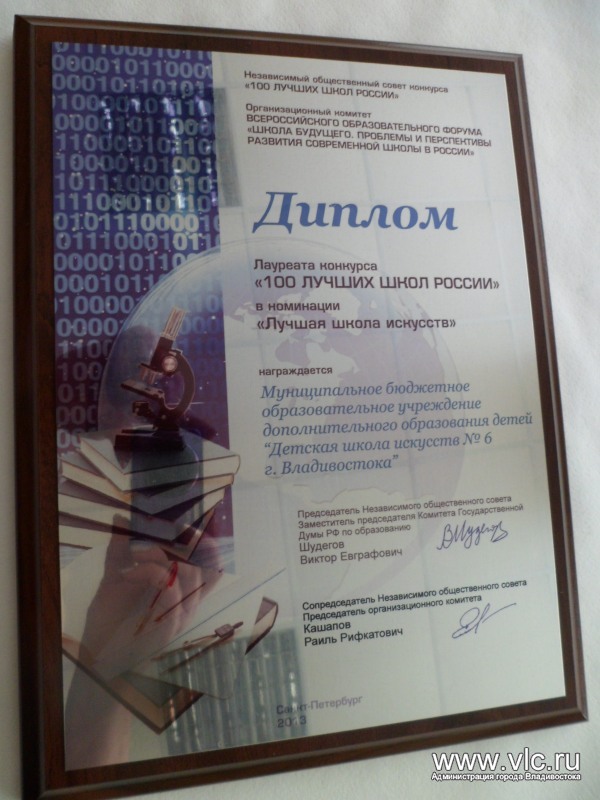 Независимый общественный совет конкурса
«100 ЛУЧШИХ ШКОЛ РОССИИ»
Организационный комитет
ВСЕРОССИЙСКОГО ОБРАЗОВАТЕЛЬНОГО ФОРУМА
«ШКОЛА БУДУЩЕГО. ПРОБЛЕМЫ И ПЕРСПЕКТИВЫ
РАЗВИТИЯ СОВРЕМЕННОЙ ШКОЛЫ В РОССИИ»
Диплом
Лауреата конкурса
«100 ЛУЧШИХ ШКОЛ РОССИИ»
в номинации
«Лучшая школа искусств»
награждается
Муниципальное бюджетное
образовательное учреждение
дополнительного образования детей
“Детская школа искусств № 6
г. Владивостока”
Председатель Независимого общественного совета
Заместитель председателя Комитета Государственной
Думы РФ по образованию
Шудегов
Виктор Евграфович
Сопредседатель Независимого общественного совета
Председатель организационного комитета
Кашапов
Раиль Рифкатович
Санкт-Петербург
2013
www.vlc.ru
Администрация города Владивостока